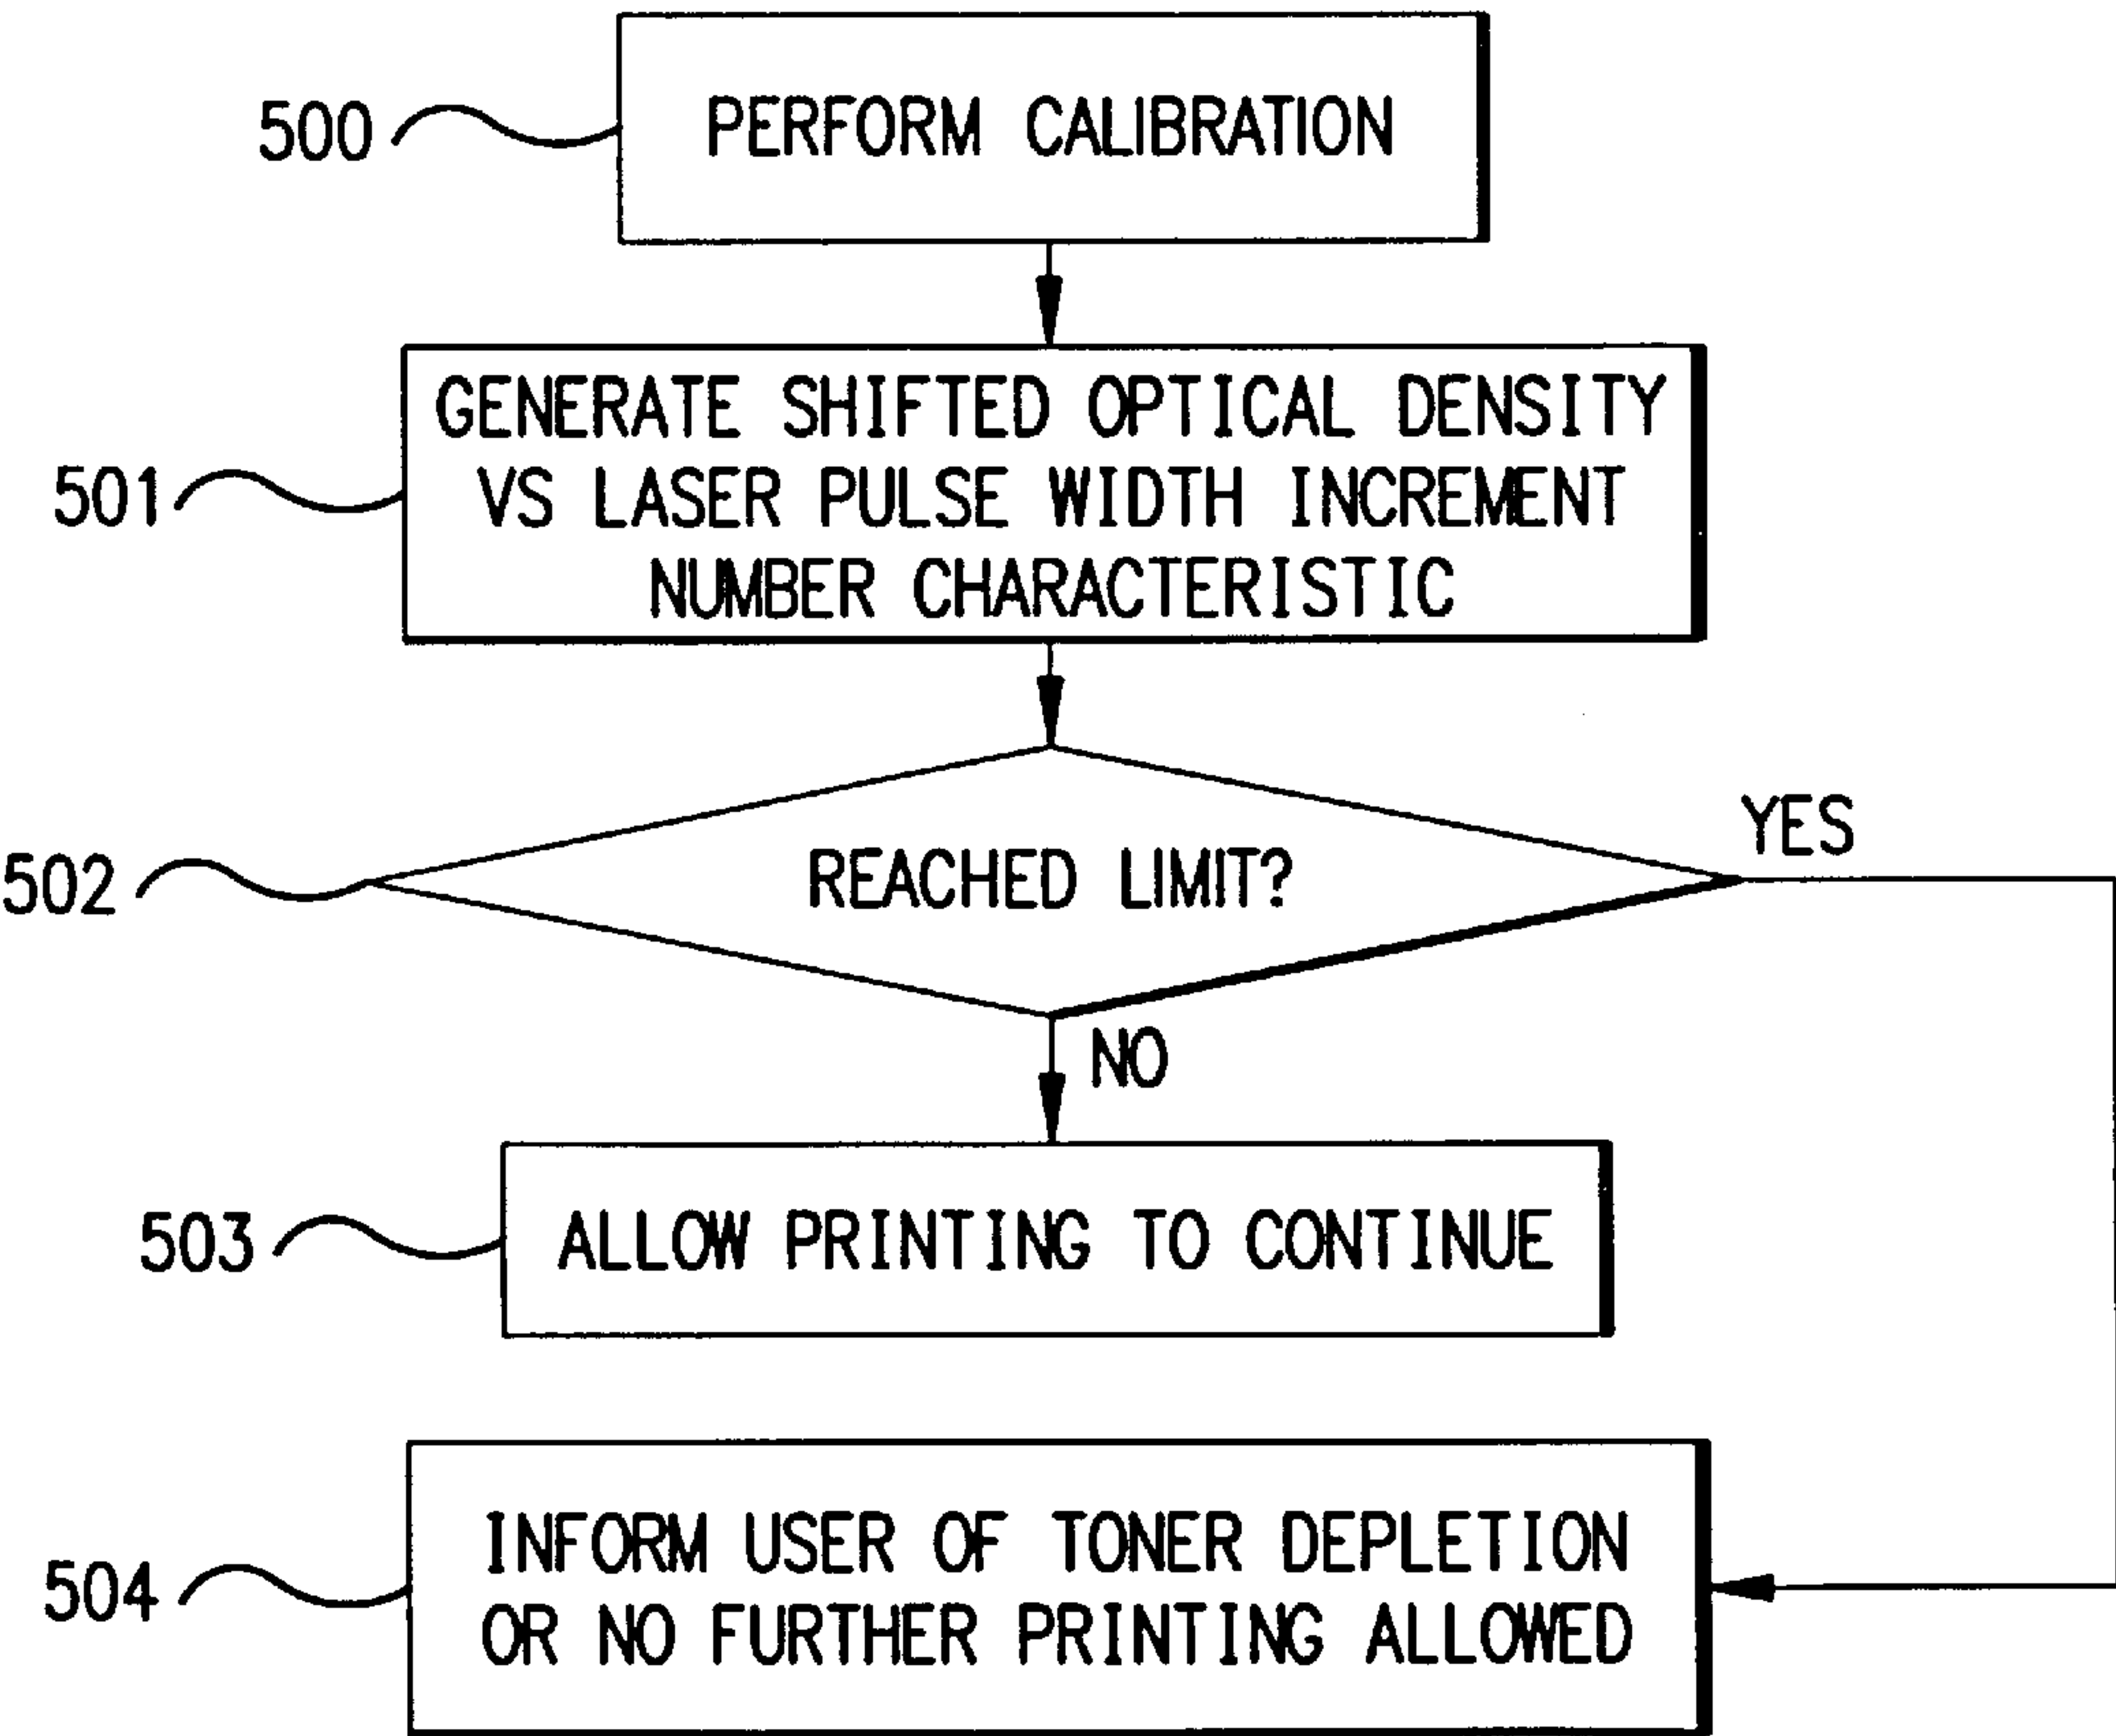 500
PERFORM CALIBRATION
501
GENERATE SHIFTED OPTICAL DENSITY
VS LASER PULSE WIDTH INCREMENT
NUMBER CHARACTERISTIC
502
REACHED LIMIT?
YES
NO
503
ALLOW PRINTING TO CONTINUE
504
INFORM USER OF TONER DEPLETION
OR NO FURTHER PRINTING ALLOWED